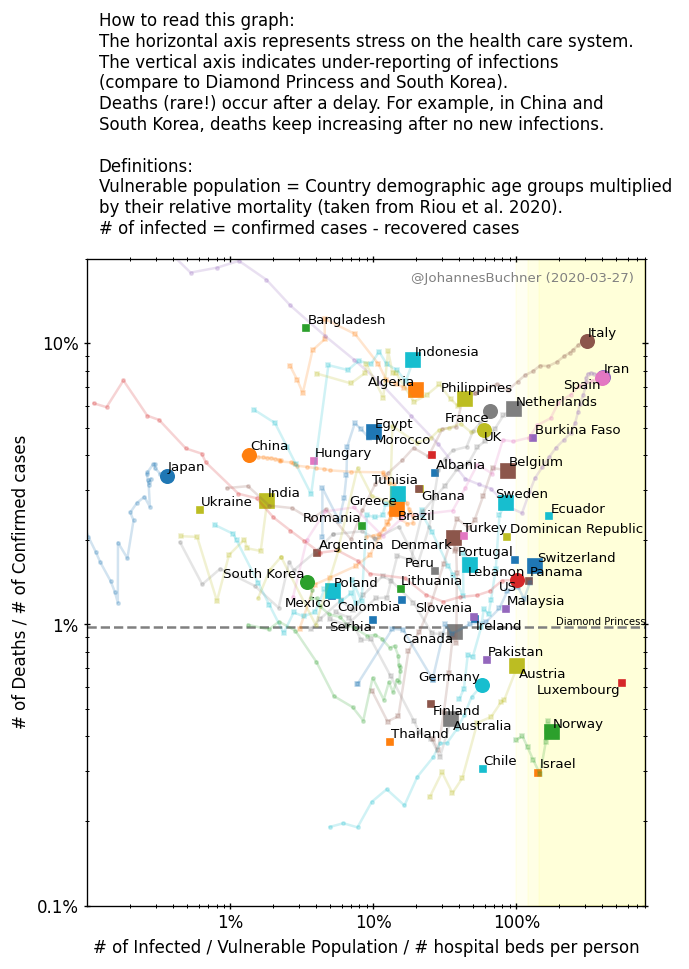 How to read this graph:
The horizontal axis represents stress on the health care system.
The vertical axis indicates under-reporting of infections
(compare to Diamond Princess and South Korea).
Deaths (rare!) occur after a delay. For example, in China and
South Korea, deaths keep increasing after no new infections.
Definitions:
Vulnerable population = Country demographic age groups multiplied
by their relative mortality (taken from Riou et al. 2020).
# of infected = confirmed cases - recovered cases
@JohannesBuchner (2020-03-27)
Bangladesh
Italy
10%
Indonesia
Iran
Algeria
Spain
Philippines
Netherlands
France
Egypt
Burkina Faso
UK
Morocco
China
Hungary
Belgium
Japan
Albania
Tunisia
India
Ghana
Sweden
Ukraine
Greece
Ecuador
Brazil
Romania
Turkey
Dominican Republic
Argentina
Denmark
Portugal
Switzerland
Peru
Lebanon
Panama
South Korea
Poland
Lithuania
US
Mexico
Colombia
Slovenia
Malaysia
1%
Serbia
Ireland
Diamond Princess
Canada
Pakistan
Germany
Austria
Luxembourg
Finland
Australia
Norway
Thailand
Chile
Israel
0.1%
1%
10%
100%
# of Deaths / # of Confirmed cases
# of Infected / Vulnerable Population / # hospital beds per person